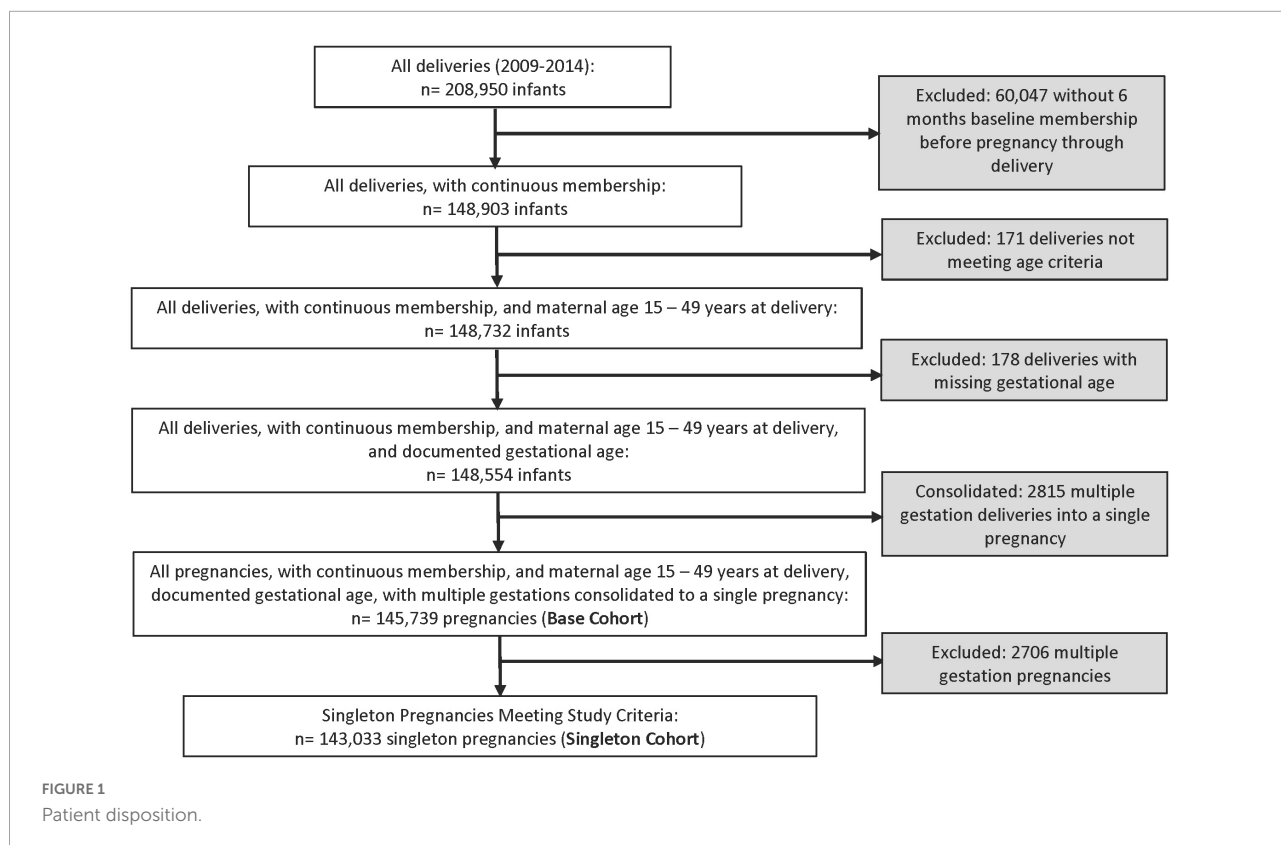 All deliveries (2009-2014):
n= 208,950 infants
Excluded: 60,047 without 6
months baseline membership
before pregnancy through
delivery
All deliveries, with continuous membership:
n= 148,903 infants
Excluded: 171 deliveries not
meeting age criteria
All deliveries, with continuous membership, and maternal age 15 – 49 years at delivery:
n= 148,732 infants
Excluded: 178 deliveries with
missing gestational age
All deliveries, with continuous membership, and maternal age 15 – 49 years at delivery,
and documented gestational age:
n= 148,554 infants
Consolidated: 2815 multiple
gestation deliveries into a single
pregnancy
All pregnancies, with continuous membership, and maternal age 15 – 49 years at delivery,
documented gestational age, with multiple gestations consolidated to a single pregnancy:
n= 145,739 pregnancies (Base Cohort)
Excluded: 2706 multiple
gestation pregnancies
Singleton Pregnancies Meeting Study Criteria:
n= 143,033 singleton pregnancies (Singleton Cohort)
FIGURE 1
Patient disposition.